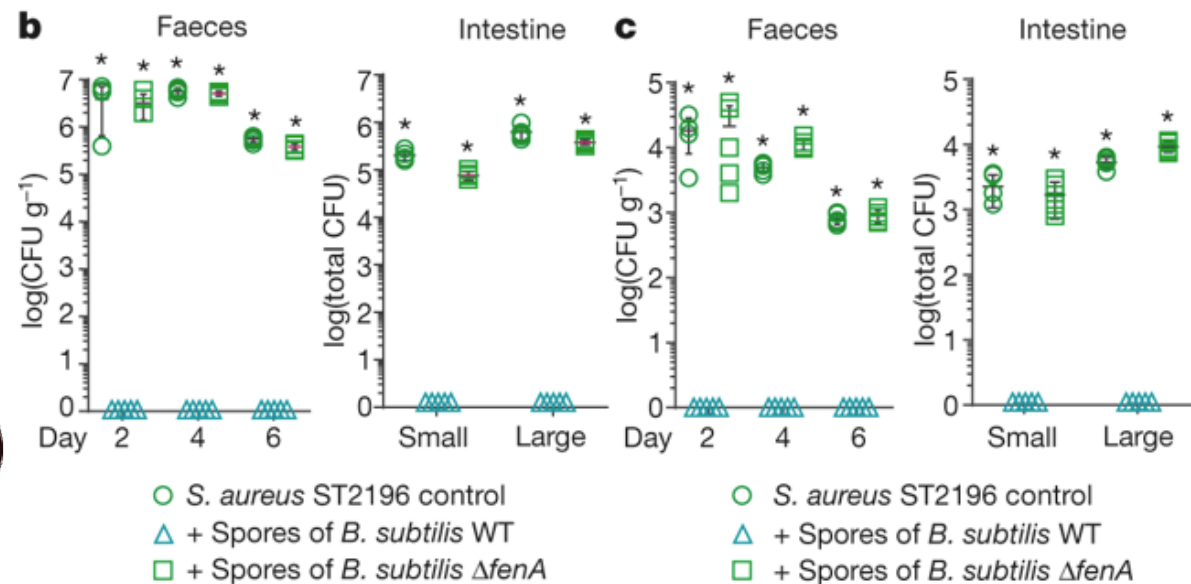 b Faeces Intestine c Faeces Intestine
log(CFU g⁻¹)
7
6
5
4
3
2
1
0
* * * * * *
Day 2 4 6
log(total CFU)
7
6
5
4
3
2
1
0
* * * *
Small Large
log(CFU g⁻¹)
5
4
3
2
1
0
* * * * * *
Day 2 4 6
log(total CFU)
5
4
3
2
1
0
* * * *
Small Large
S. aureus ST2196 control
+ Spores of B. subtilis WT
+ Spores of B. subtilis ΔfenA
S. aureus ST2196 control
+ Spores of B. subtilis WT
+ Spores of B. subtilis ΔfenA